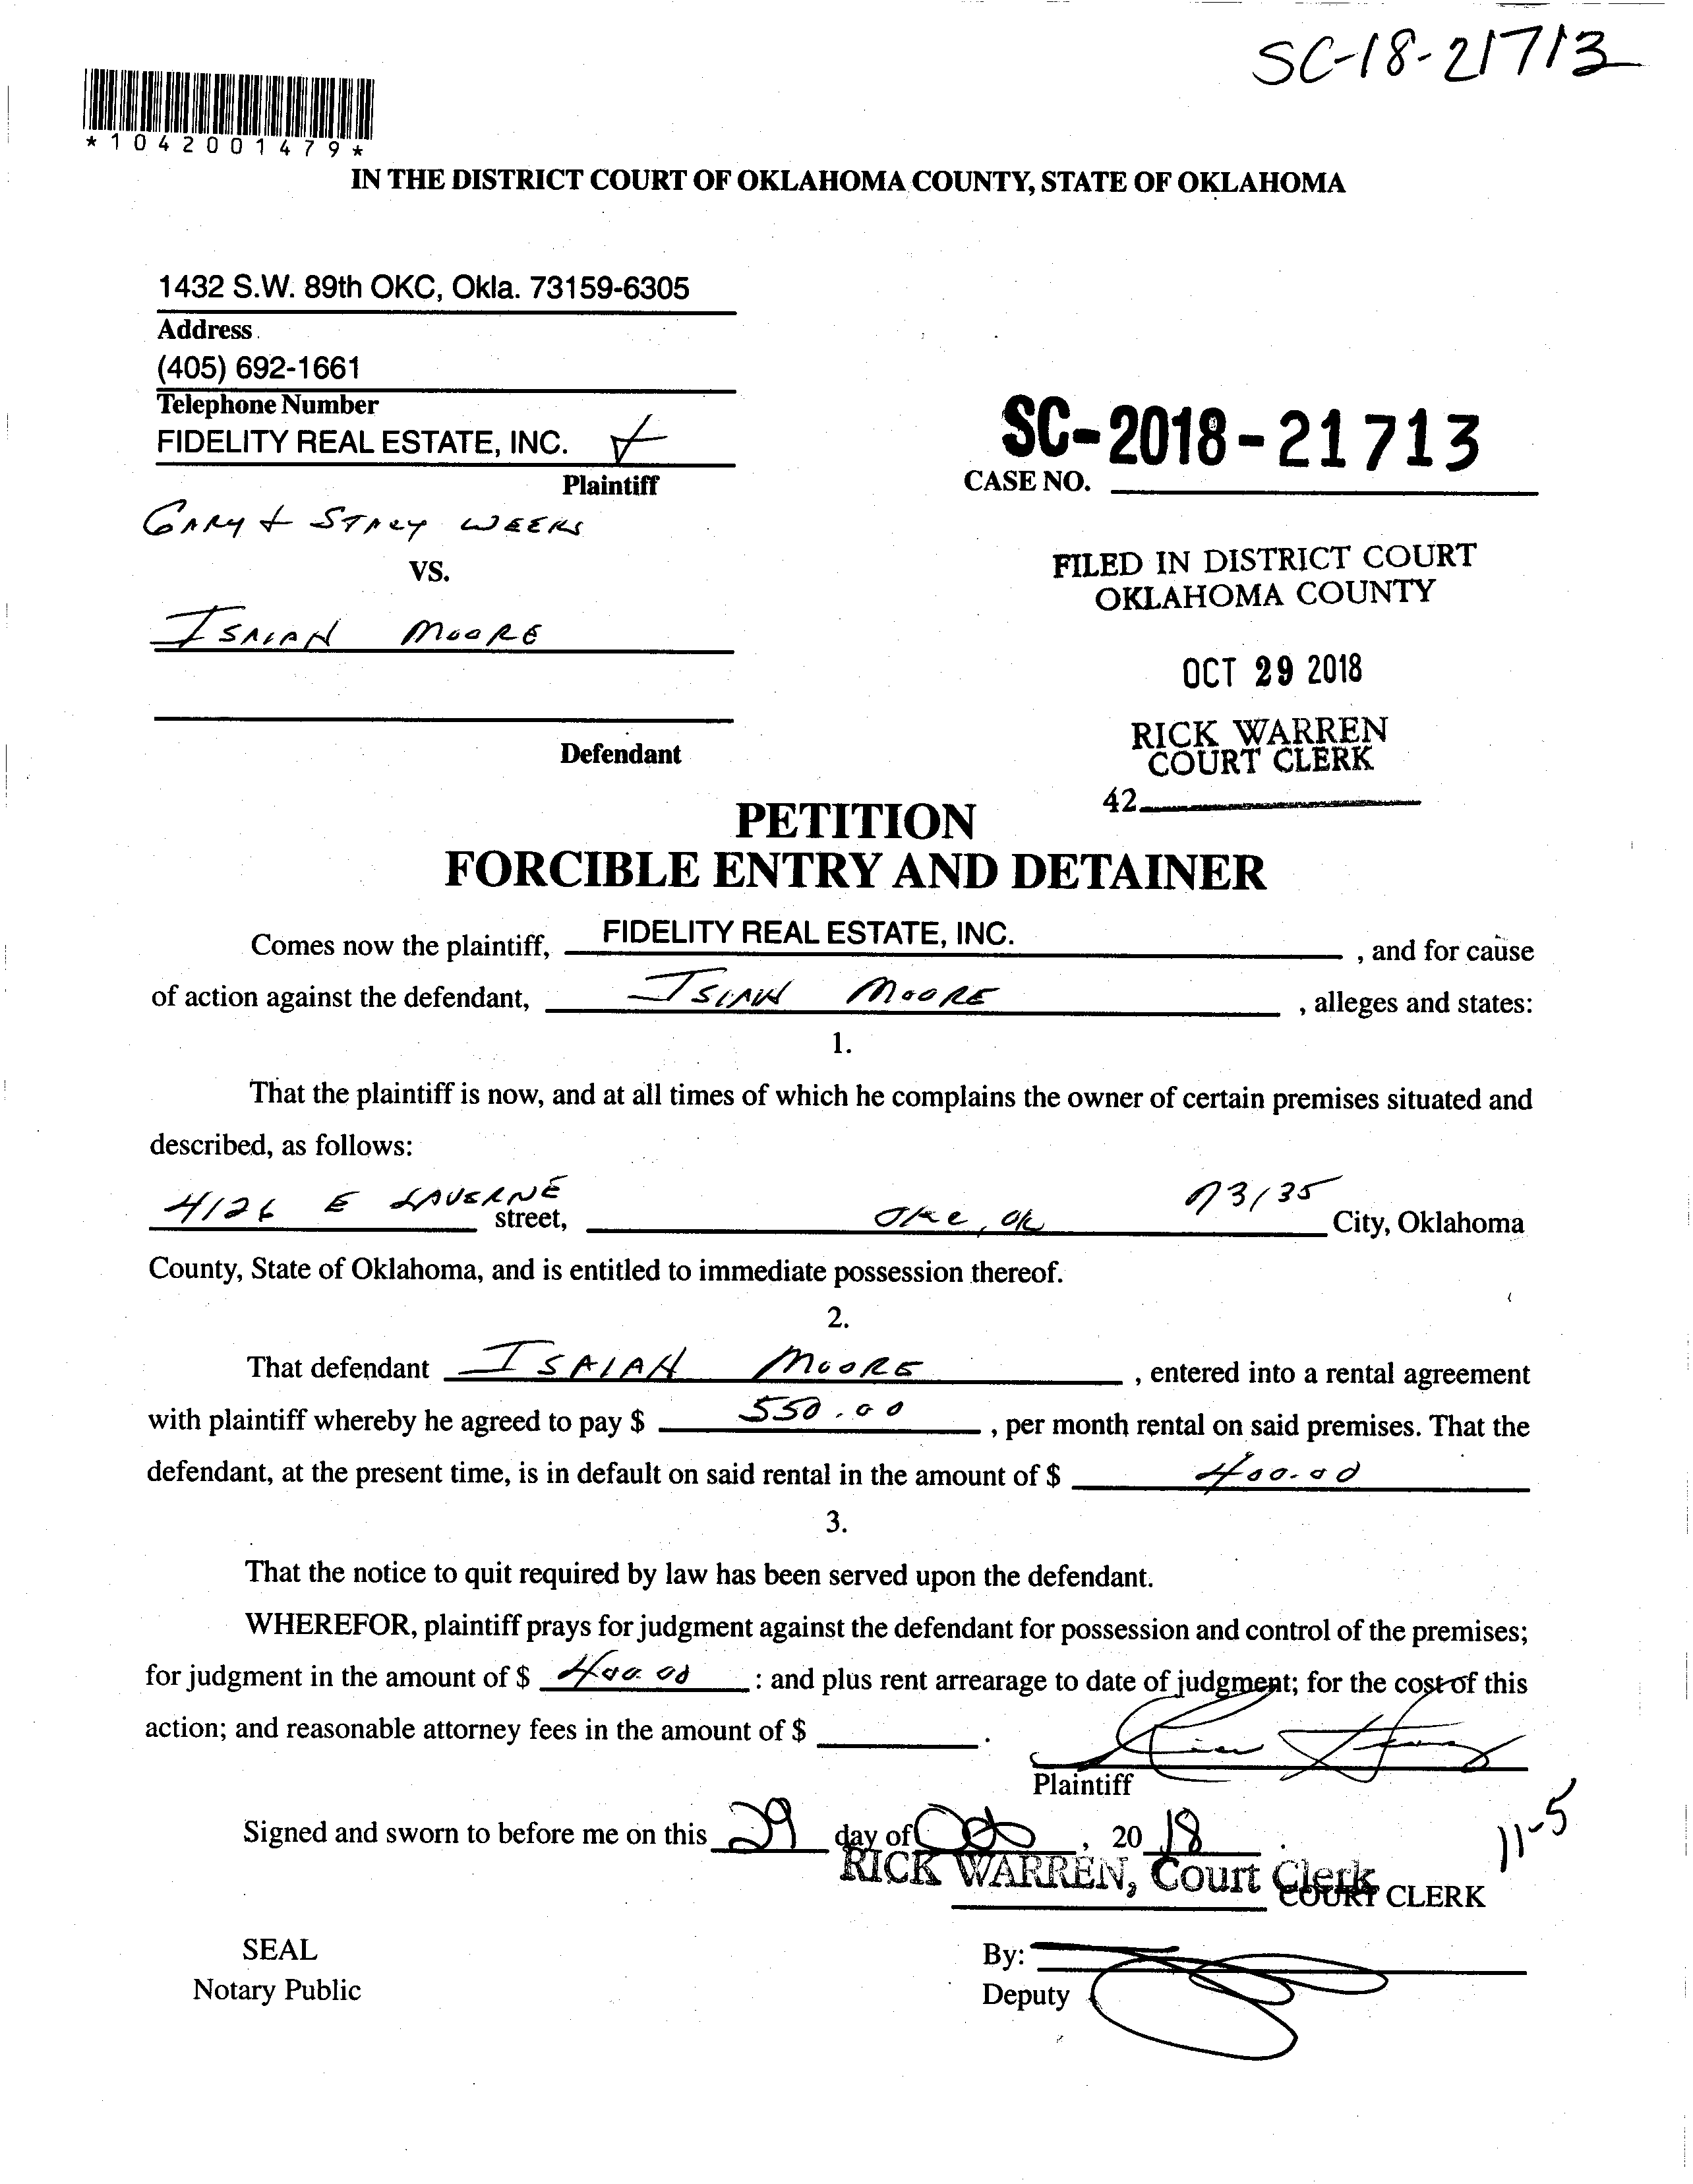 SC-18-21713
*1042001479*
IN THE DISTRICT COURT OF OKLAHOMA COUNTY, STATE OF OKLAHOMA
1432 S.W. 89th OKC, Okla. 73159-6305
Address
(405) 692-1661
Telephone Number
FIDELITY REAL ESTATE, INC. +
Plaintiff
GARY + STACY WEEKS
VS.
ISAIAH MOORE
Defendant
SC-2018-21713
CASE NO.
FILED IN DISTRICT COURT
OKLAHOMA COUNTY
OCT 29 2018
RICK WARREN
COURT CLERK
42
PETITION
FORCIBLE ENTRY AND DETAINER
Comes now the plaintiff, FIDELITY REAL ESTATE, INC. , and for cause
of action against the defendant, ISIAH MOORE , alleges and states:
1.
That the plaintiff is now, and at all times of which he complains the owner of certain premises situated and
described, as follows:
4126 E LAVERNE street, OKC, OK 73135 City, Oklahoma
County, State of Oklahoma, and is entitled to immediate possession thereof.
2.
That defendant ISAIAH MOORE , entered into a rental agreement
with plaintiff whereby he agreed to pay $ 550.00 , per month rental on said premises. That the
defendant, at the present time, is in default on said rental in the amount of $ 400.00
3.
That the notice to quit required by law has been served upon the defendant.
WHEREFOR, plaintiff prays for judgment against the defendant for possession and control of the premises;
for judgment in the amount of $ 400.00 : and plus rent arrearage to date of judgment; for the cost of this
action; and reasonable attorney fees in the amount of $ .
Plaintiff
Signed and sworn to before me on this 29 day of Oct , 20 18 .
11-5
RICK WARREN, Court Clerk
COURT CLERK
SEAL
Notary Public
By:
Deputy